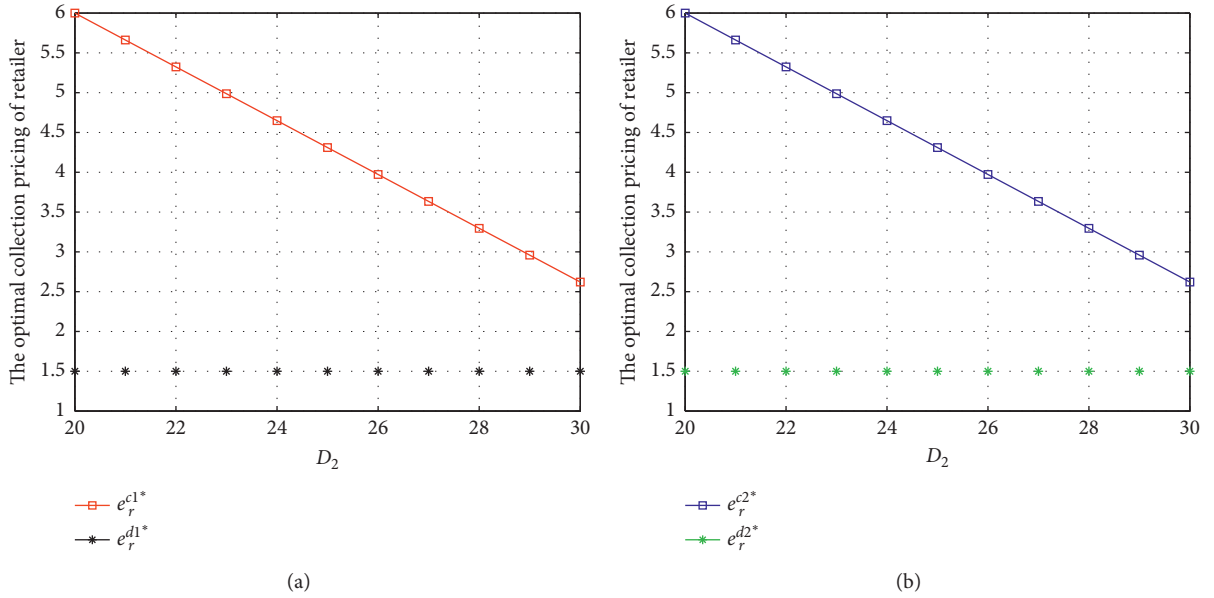 The optimal collection pricing of retailer
6
5.5
5
4.5
4
3.5
3
2.5
2
1.5
1
20 22 24 26 28 30
D₂
e_r^{c1*}
e_r^{d1*}
(a)
The optimal collection pricing of retailer
6
5.5
5
4.5
4
3.5
3
2.5
2
1.5
1
20 22 24 26 28 30
D₂
e_r^{c2*}
e_r^{d2*}
(b)